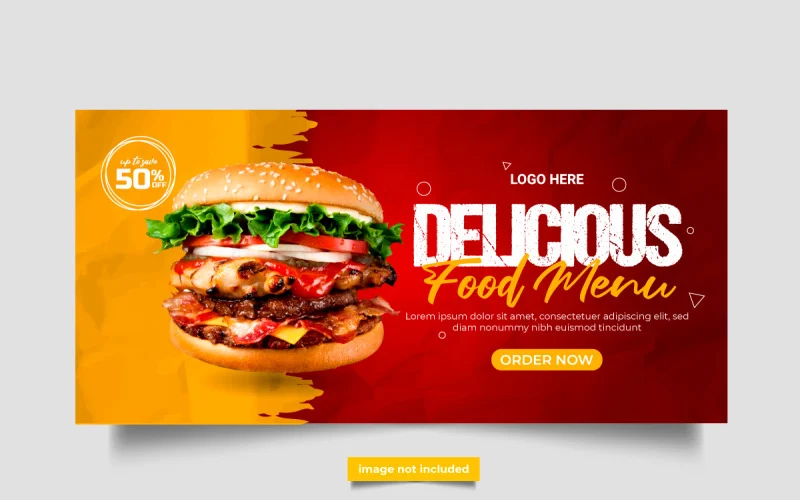 up to save
50%
OFF
LOGO HERE
DELICIOUS
Food Menu
Lorem ipsum dolor sit amet, consectetuer adipiscing elit, sed
diam nonummy nibh euismod tincidunt
ORDER NOW
image not included